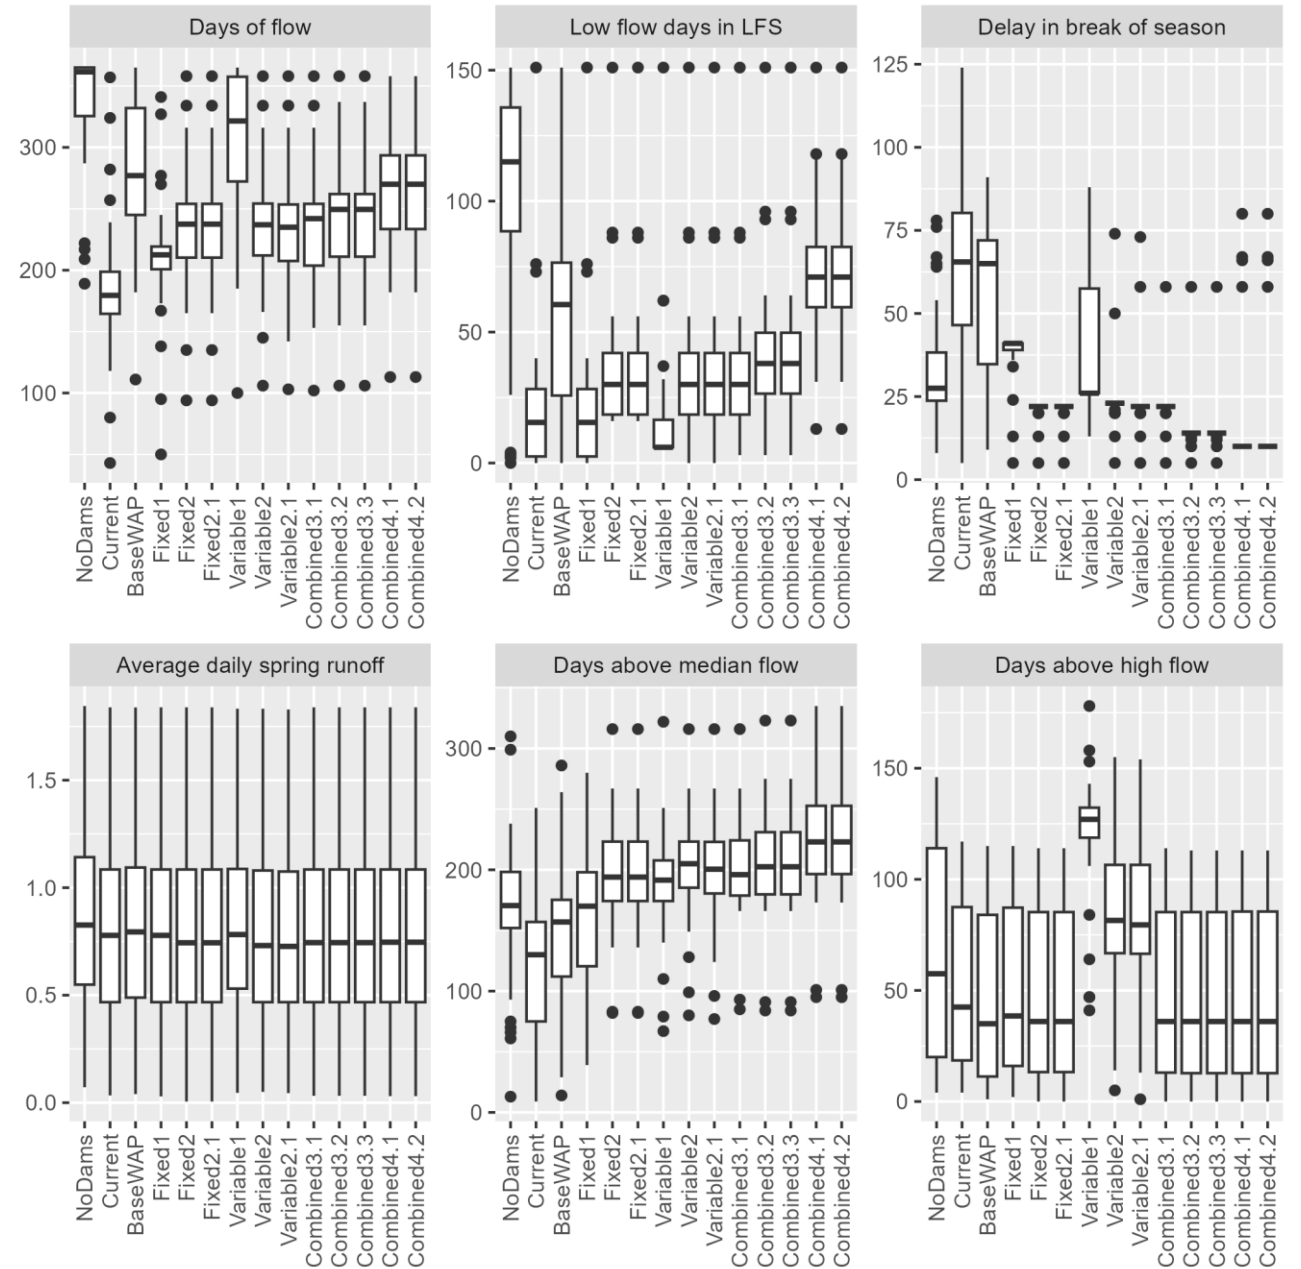 Days of flow
Low flow days in LFS
Delay in break of season
300
200
100
150
100
50
0
125
100
75
50
25
0
NoDams
Current
BaseWAP
Fixed1
Fixed2
Fixed2.1
Variable1
Variable2
Variable2.1
Combined3.1
Combined3.2
Combined3.3
Combined4.1
Combined4.2
NoDams
Current
BaseWAP
Fixed1
Fixed2
Fixed2.1
Variable1
Variable2
Variable2.1
Combined3.1
Combined3.2
Combined3.3
Combined4.1
Combined4.2
NoDams
Current
BaseWAP
Fixed1
Fixed2
Fixed2.1
Variable1
Variable2
Variable2.1
Combined3.1
Combined3.2
Combined3.3
Combined4.1
Combined4.2
Average daily spring runoff
Days above median flow
Days above high flow
1.5
1.0
0.5
0.0
300
200
100
0
150
100
50
0
NoDams
Current
BaseWAP
Fixed1
Fixed2
Fixed2.1
Variable1
Variable2
Variable2.1
Combined3.1
Combined3.2
Combined3.3
Combined4.1
Combined4.2
NoDams
Current
BaseWAP
Fixed1
Fixed2
Fixed2.1
Variable1
Variable2
Variable2.1
Combined3.1
Combined3.2
Combined3.3
Combined4.1
Combined4.2
NoDams
Current
BaseWAP
Fixed1
Fixed2
Fixed2.1
Variable1
Variable2
Variable2.1
Combined3.1
Combined3.2
Combined3.3
Combined4.1
Combined4.2